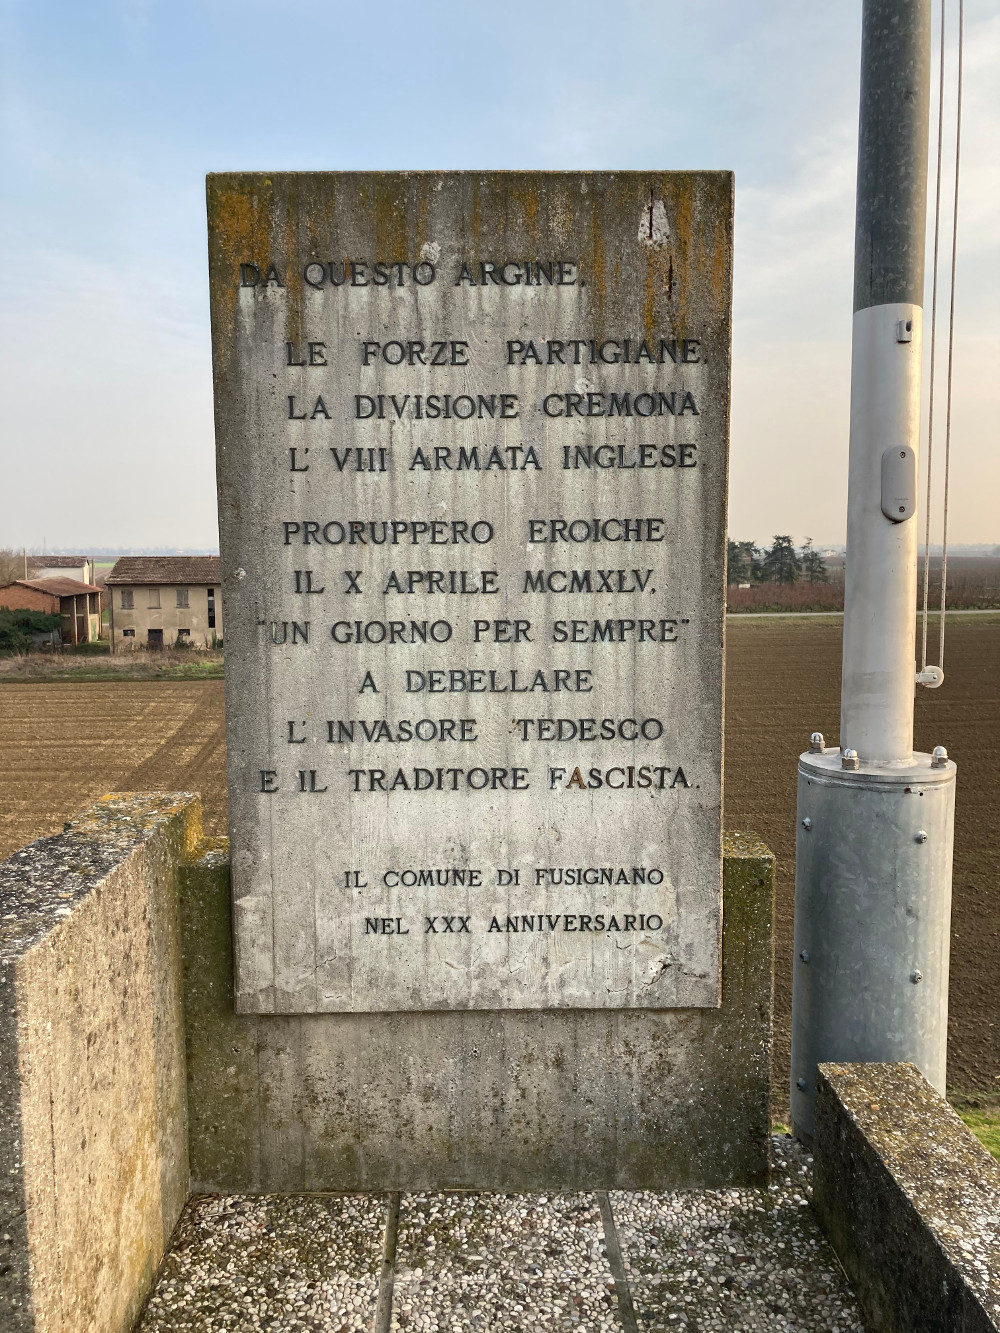 DA QUESTO ARGINE.
LE FORZE PARTIGIANE.
LA DIVISIONE CREMONA
L'VIII ARMATA INGLESE.
PRORUPPERO EROICHE
IL X APRILE MCMXLV.
"UN GIORNO PER SEMPRE"
A DEBELLARE
L'INVASORE TEDESCO
E IL TRADITORE FASCISTA.
IL COMUNE DI FUSIGNANO
NEL XXX ANNIVERSARIO